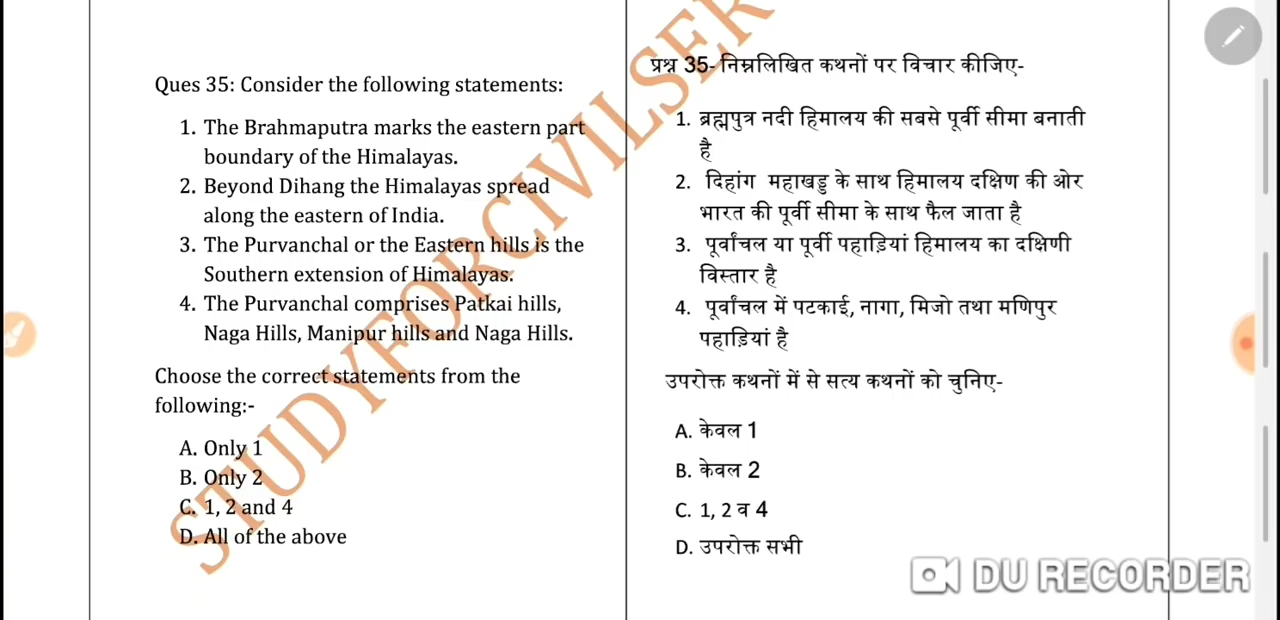 Ques 35: Consider the following statements:
1. The Brahmaputra marks the eastern part
boundary of the Himalayas.
2. Beyond Dihang the Himalayas spread
along the eastern of India.
3. The Purvanchal or the Eastern hills is the
Southern extension of Himalayas.
4. The Purvanchal comprises Patkai hills,
Naga Hills, Manipur hills and Naga Hills.
Choose the correct statements from the
following:-
A. Only 1
B. Only 2
C. 1, 2 and 4
D. All of the above
प्रश्न 35- निम्नलिखित कथनों पर विचार कीजिए-
1. ब्रह्मपुत्र नदी हिमालय की सबसे पूर्वी सीमा बनाती
है
2. दिहांग महाखड्ड के साथ हिमालय दक्षिण की ओर
भारत की पूर्वी सीमा के साथ फैल जाता है
3. पूर्वांचल या पूर्वी पहाड़ियां हिमालय का दक्षिणी
विस्तार है
4. पूर्वांचल में पटकाई, नागा, मिजो तथा मणिपुर
पहाड़ियां है
उपरोक्त कथनों में से सत्य कथनों को चुनिए-
A. केवल 1
B. केवल 2
C. 1, 2 व 4
D. उपरोक्त सभी
STUDYFORCIVILSER
DU RECORDER